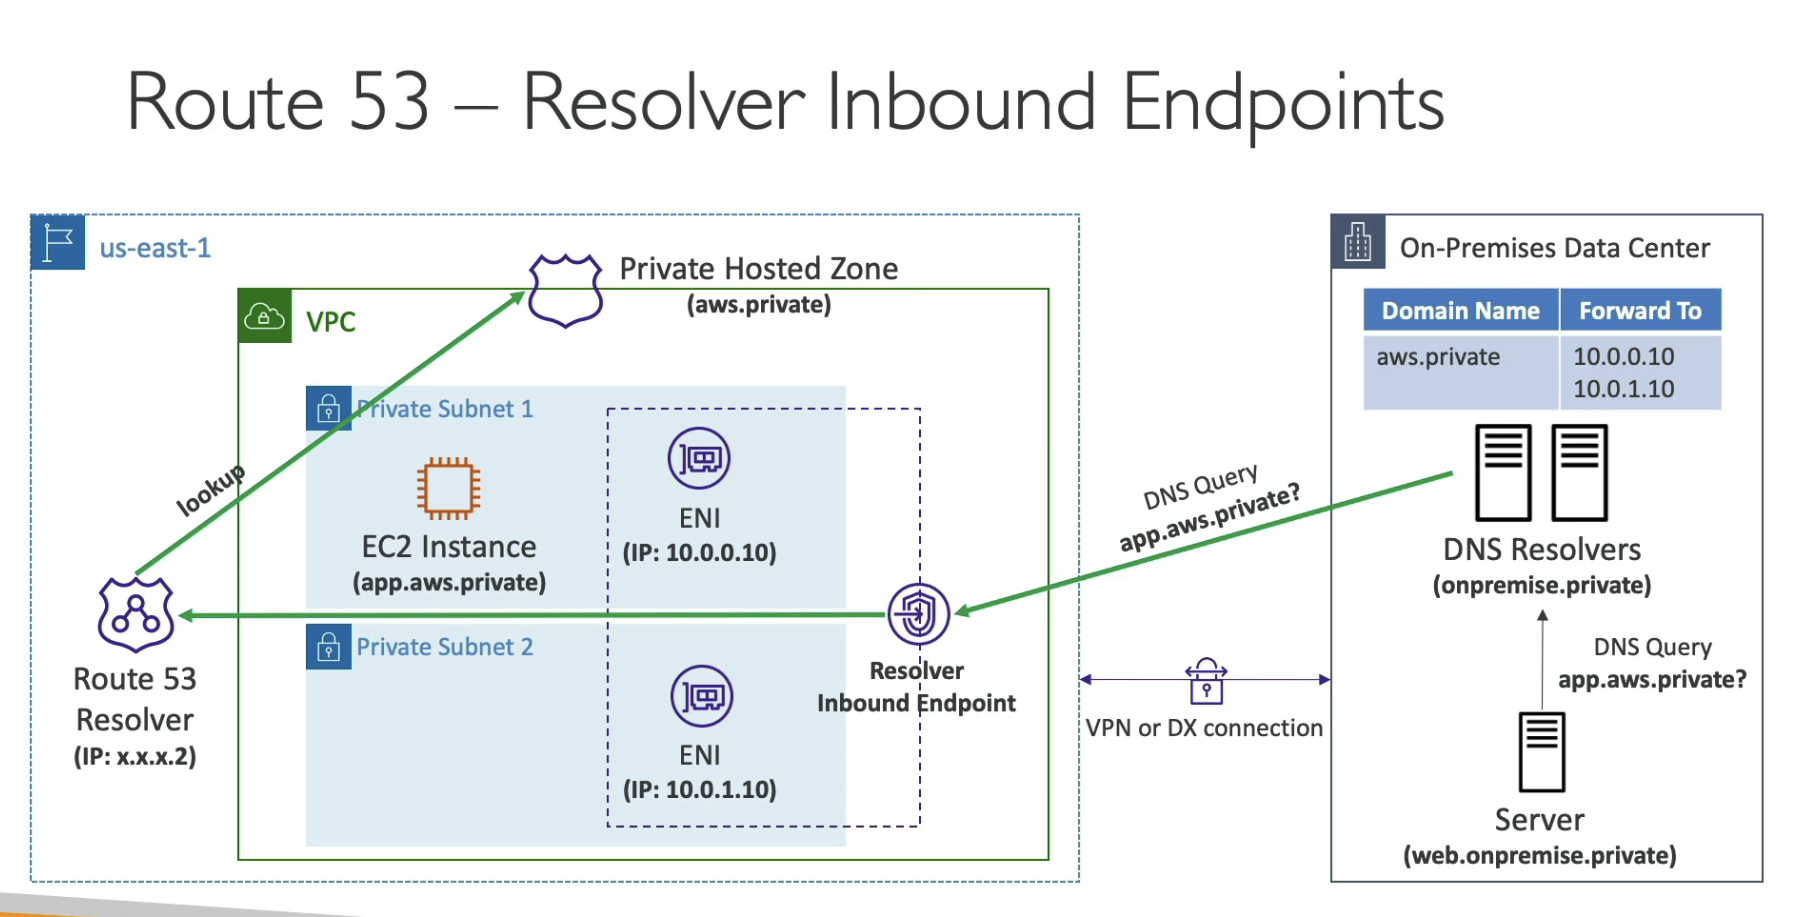 Route 53 – Resolver Inbound Endpoints
us-east-1
Private Hosted Zone
(aws.private)
VPC
Private Subnet 1
lookup
EC2 Instance
(app.aws.private)
ENI
(IP: 10.0.0.10)
Route 53
Resolver
(IP: x.x.x.2)
Private Subnet 2
ENI
(IP: 10.0.1.10)
Resolver
Inbound Endpoint
DNS Query
app.aws.private?
VPN or DX connection
On-Premises Data Center
Domain Name Forward To
aws.private 10.0.0.10
10.0.1.10
DNS Resolvers
(onpremise.private)
DNS Query
app.aws.private?
Server
(web.onpremise.private)